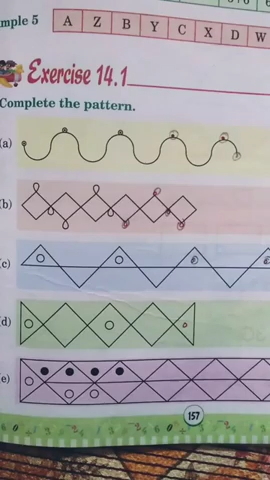 mple 5 A Z B Y C X D W
Exercise 14.1
Complete the pattern.
(a)
(b)
(c)
(d)
(e)
157